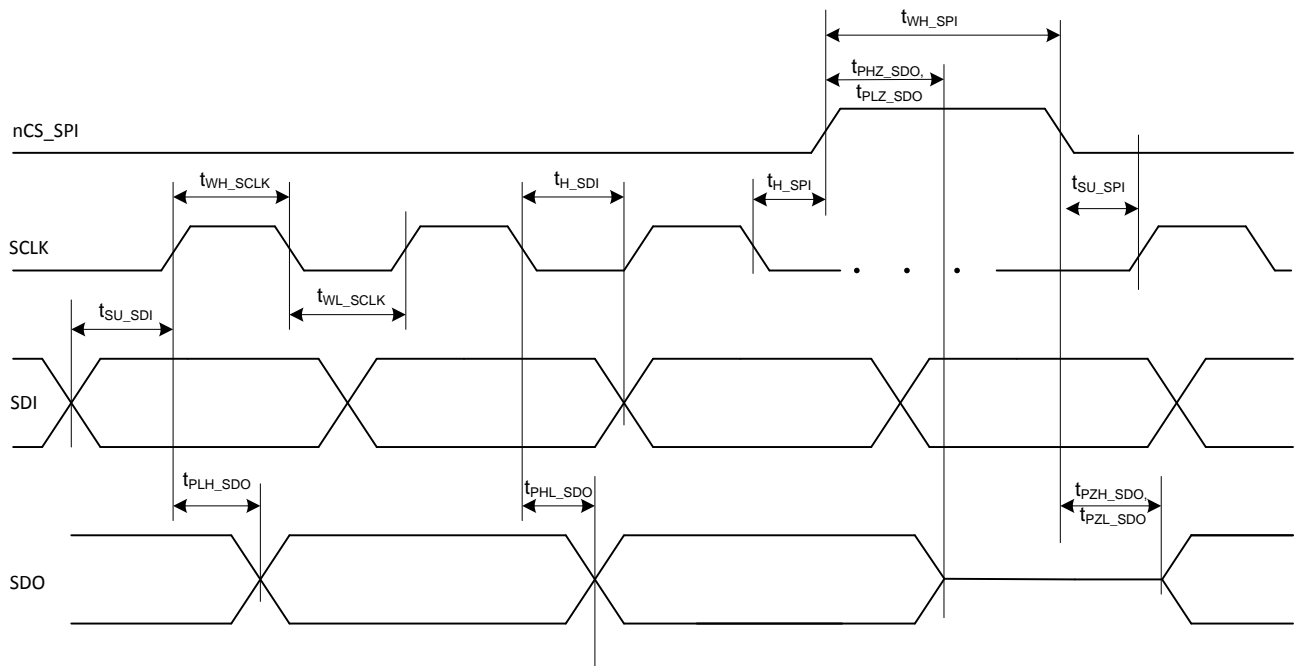 tWH_SPI
tPHZ_SDO,
tPLZ_SDO
nCS_SPI
tWH_SCLK
tH_SDI
tH_SPI
tSU_SPI
SCLK
tWL_SCLK
tSU_SDI
SDI
tPLH_SDO
tPHL_SDO
tPZH_SDO,
tPZL_SDO
SDO